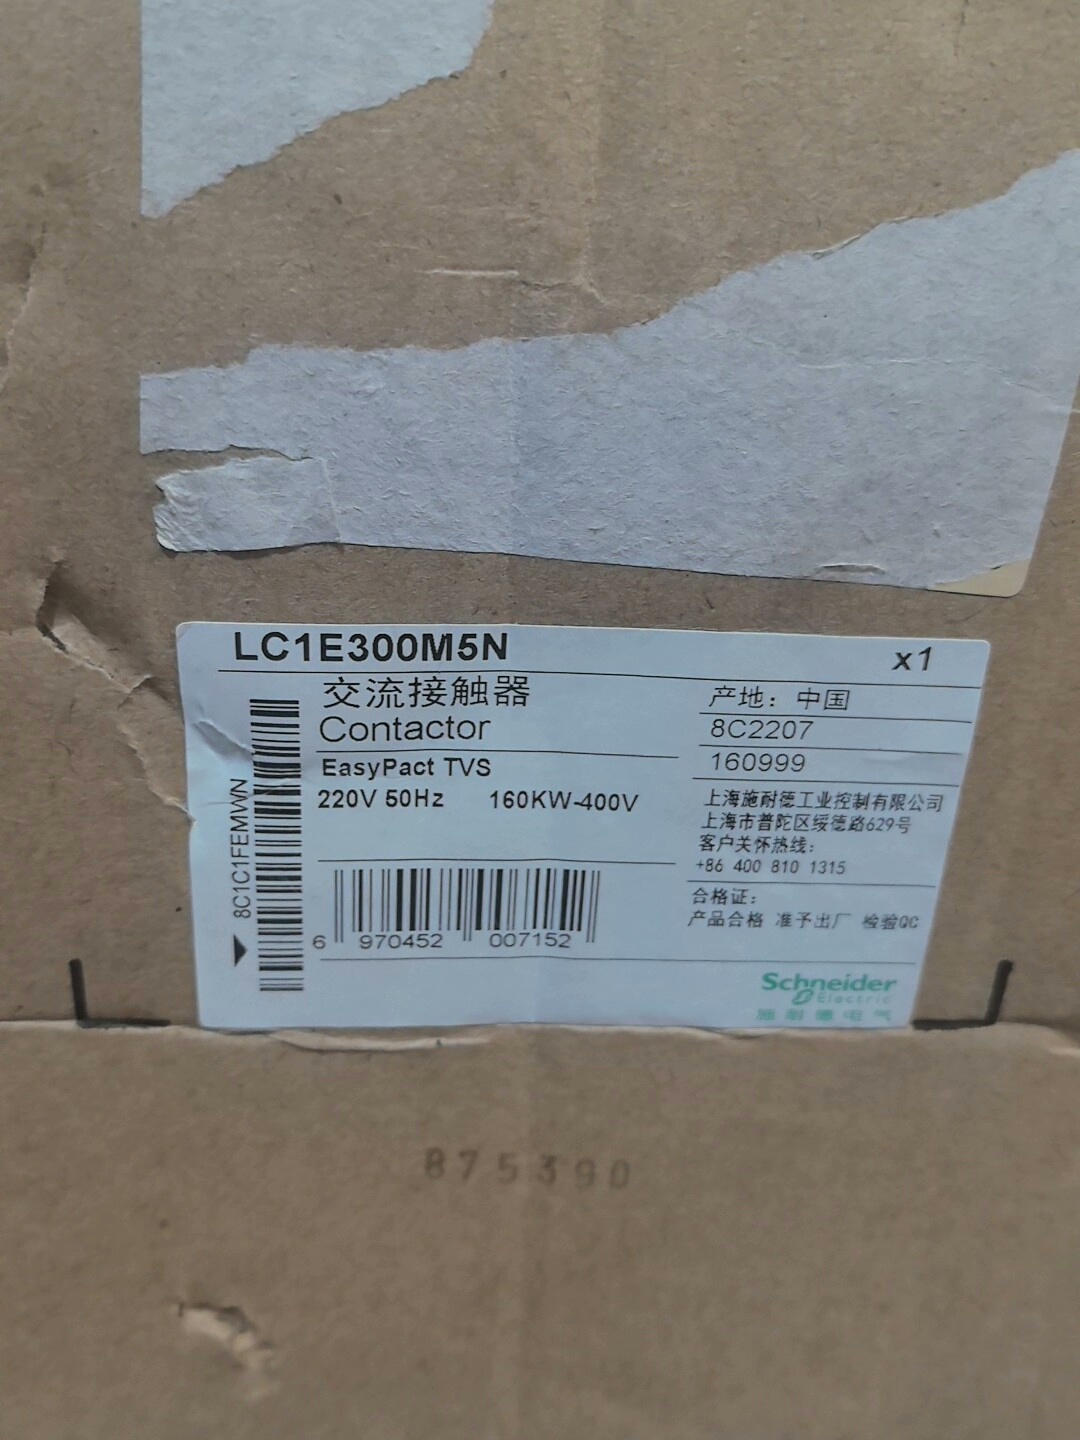 LC1E300M5N
x1
交流接触器
Contactor
EasyPact TVS
220V 50Hz 160KW-400V
8C1C1FEMWN
6 970452 007152
产地：中国
8C2207
160999
上海施耐德工业控制有限公司
上海市普陀区绥德路629号
客户关怀热线：
+86 400 810 1315
合格证：
产品合格 准予出厂 检验QC
Schneider
Electric
施耐德电气
875390